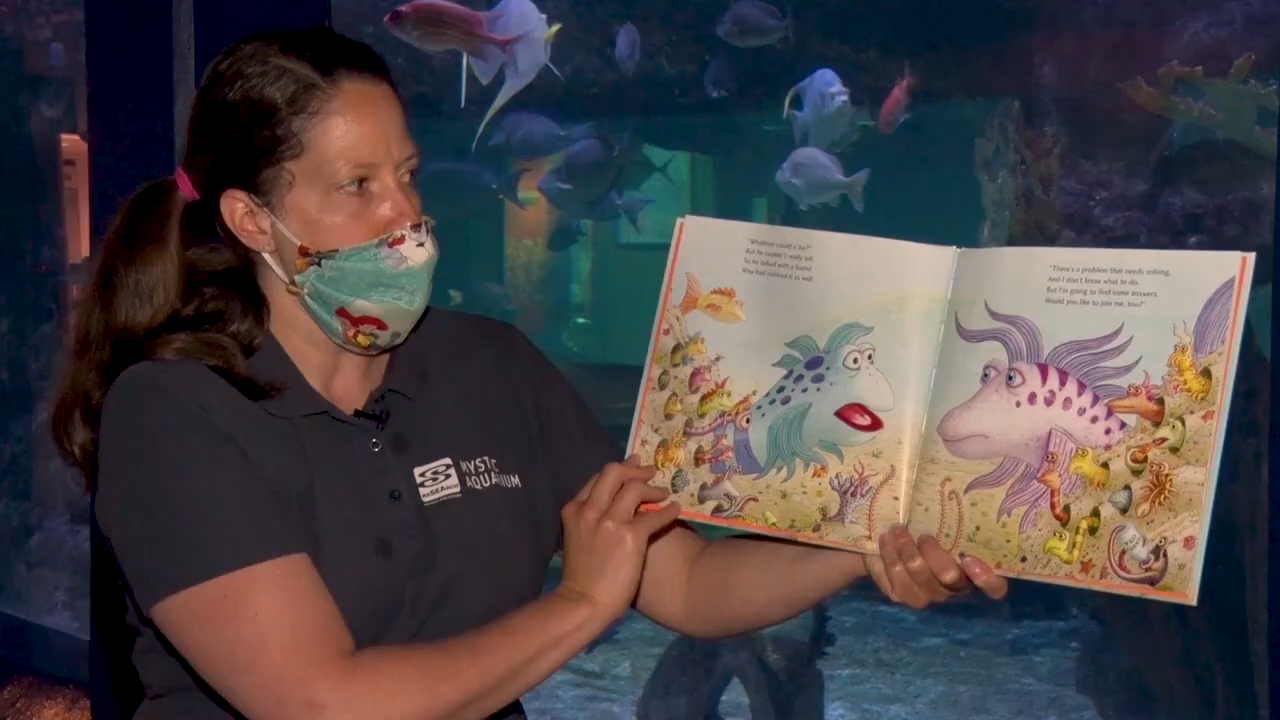 "Whatever could it be?"
But he couldn't really tell
So he talked with a friend
Who had noticed it as well.
"There's a problem that needs solving,
And I don't know what to do.
But I'm going to find some answers.
Would you like to join me, too?"
S
reSEArch
MYSTIC
AQUARIUM